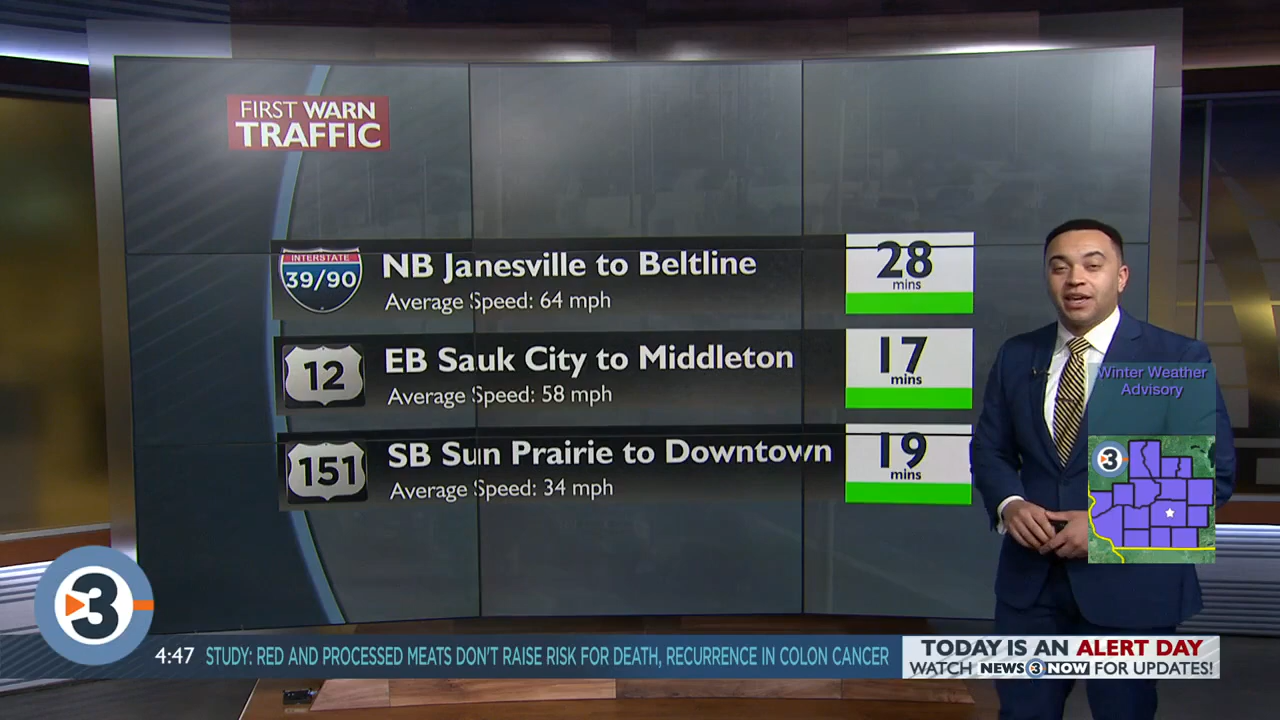 FIRST WARN
TRAFFIC
INTERSTATE
39/90
NB Janesville to Beltline
Average Speed: 64 mph
28
mins
12
EB Sauk City to Middleton
Average Speed: 58 mph
17
mins
151
SB Sun Prairie to Downtown
Average Speed: 34 mph
19
mins
Winter Weather
Advisory
3
3
4:47 STUDY: RED AND PROCESSED MEATS DON'T RAISE RISK FOR DEATH, RECURRENCE IN COLON CANCER
TODAY IS AN ALERT DAY
WATCH NEWS 3 NOW FOR UPDATES!